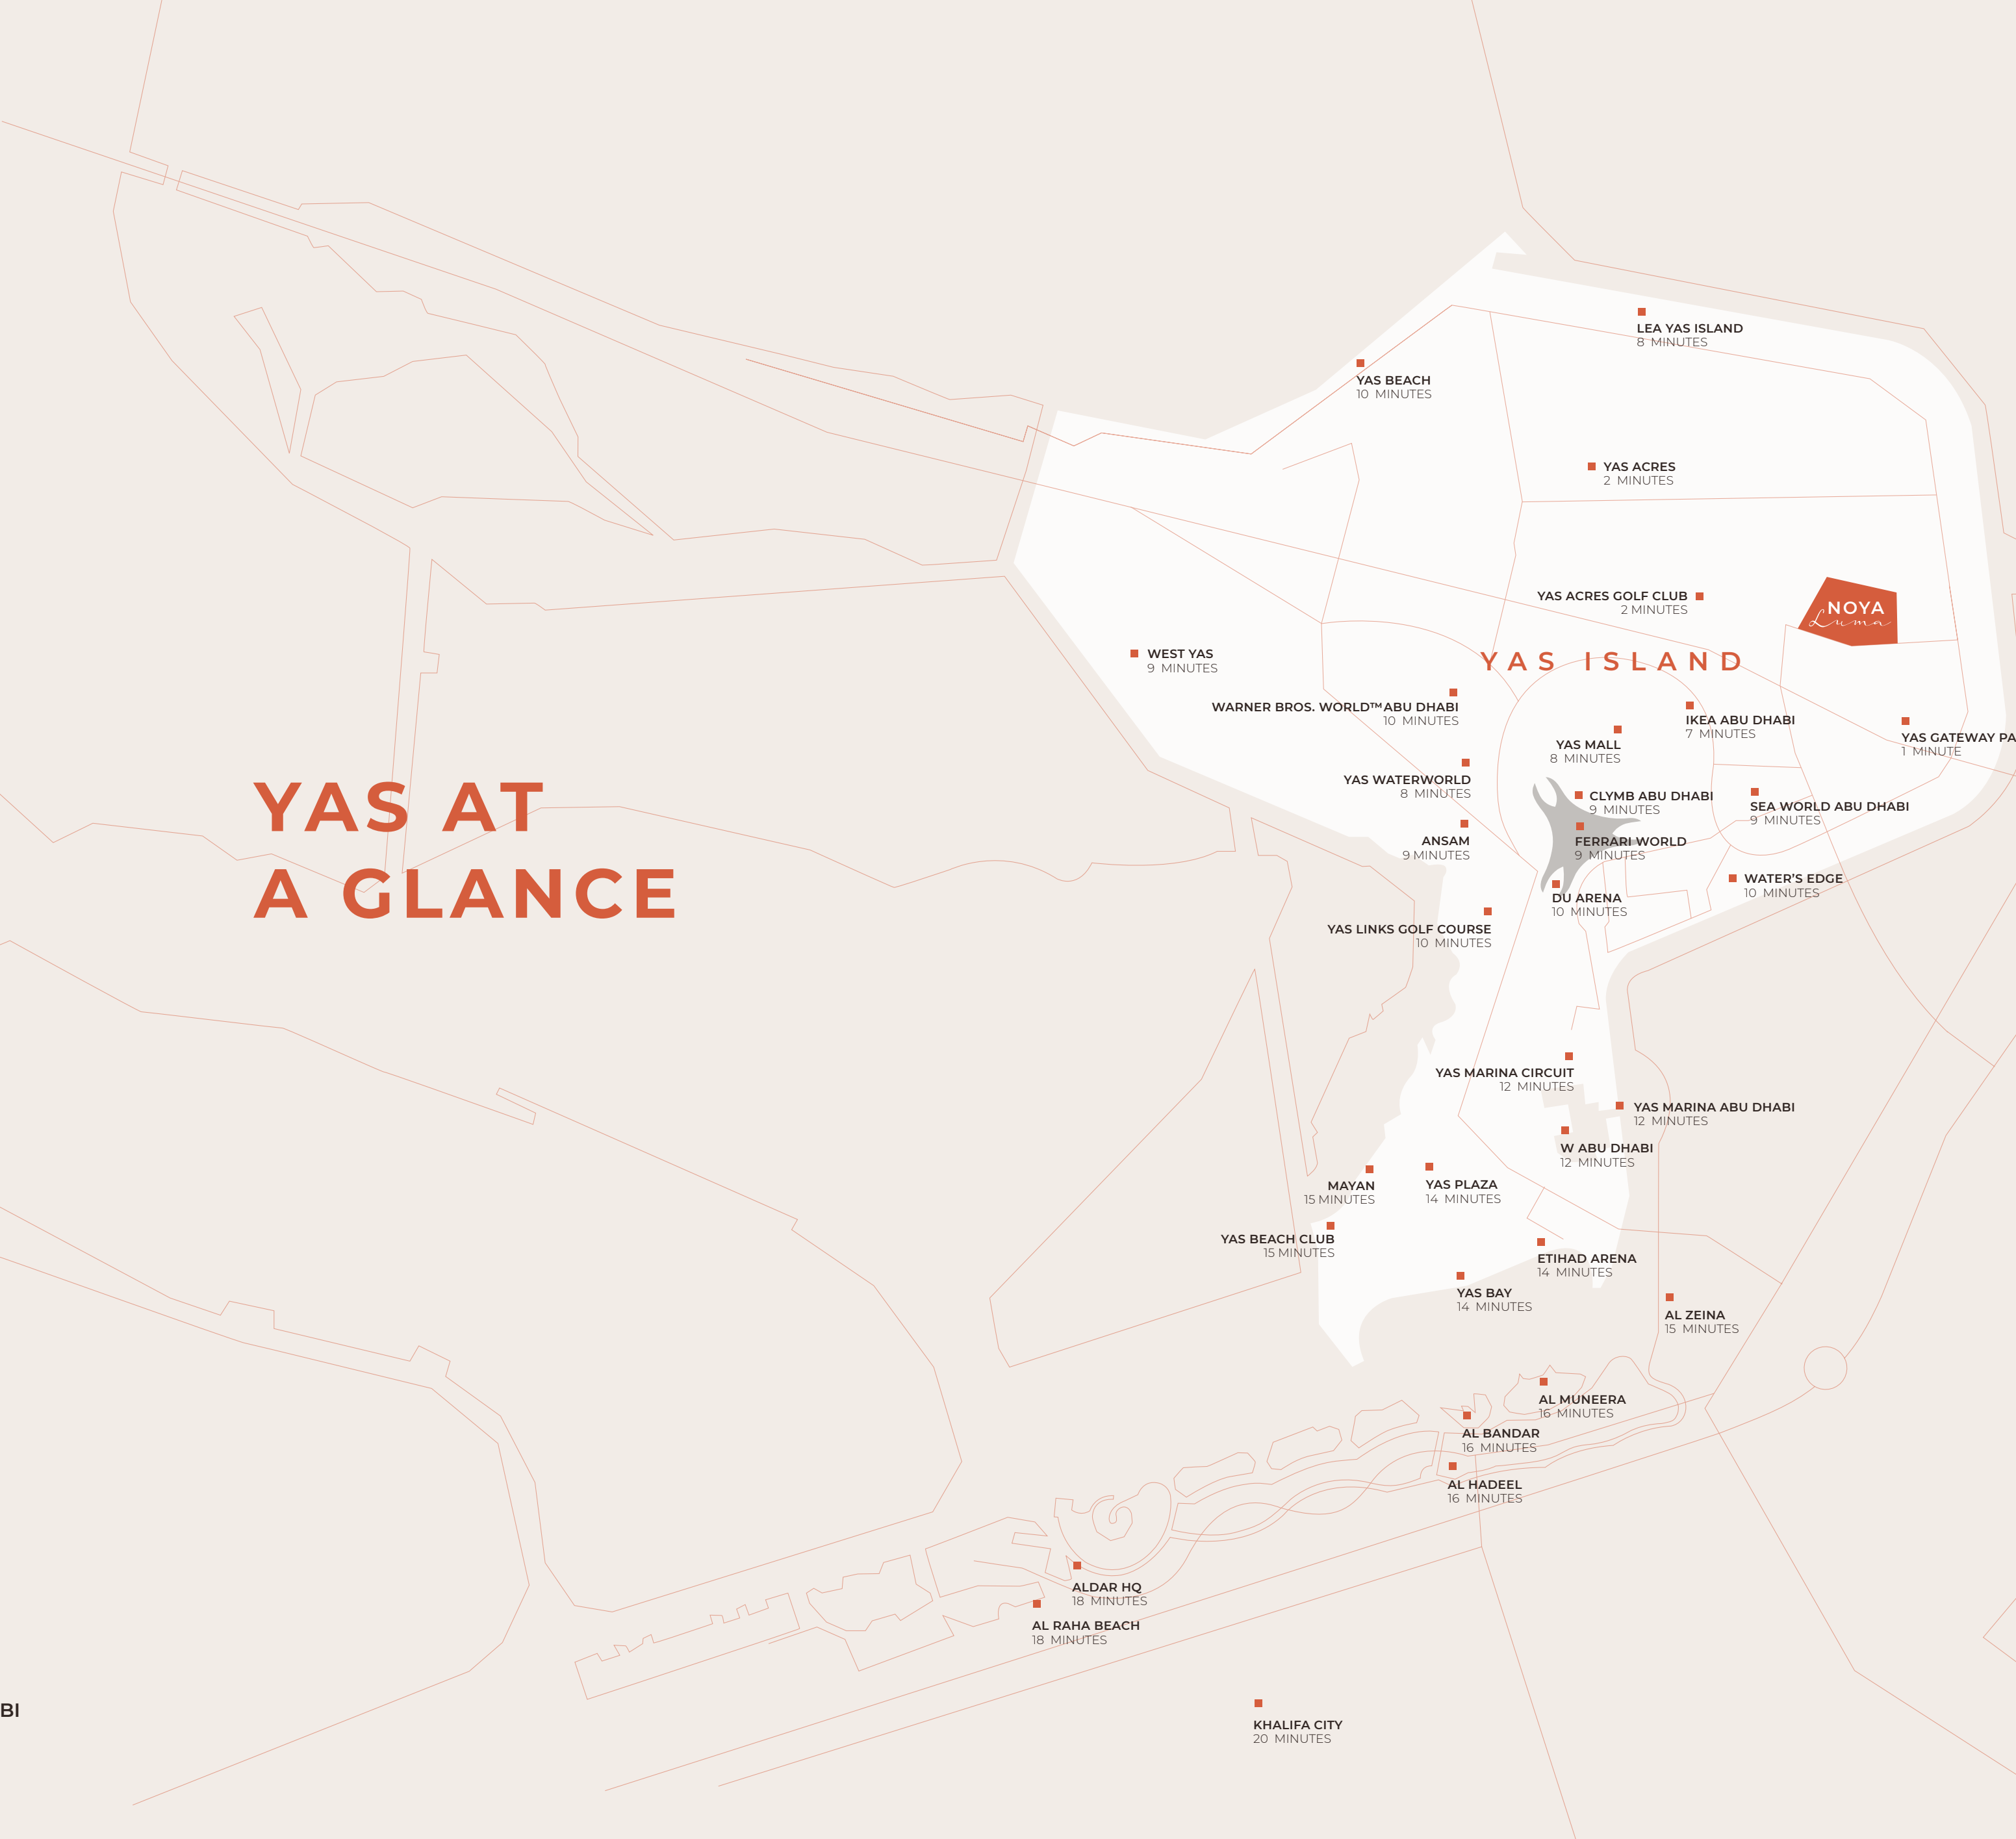 LEA YAS ISLAND
8 MINUTES
YAS BEACH
10 MINUTES
YAS ACRES
2 MINUTES
YAS ACRES GOLF CLUB
2 MINUTES
NOYA
Luma
YAS ISLAND
WEST YAS
9 MINUTES
WARNER BROS. WORLD™ ABU DHABI
10 MINUTES
IKEA ABU DHABI
7 MINUTES
YAS GATEWAY PA
1 MINUTE
YAS MALL
8 MINUTES
YAS WATERWORLD
8 MINUTES
CLYMB ABU DHABI
9 MINUTES
SEA WORLD ABU DHABI
9 MINUTES
YAS AT
A GLANCE
ANSAM
9 MINUTES
FERRARI WORLD
9 MINUTES
WATER'S EDGE
10 MINUTES
DU ARENA
10 MINUTES
YAS LINKS GOLF COURSE
10 MINUTES
YAS MARINA CIRCUIT
12 MINUTES
YAS MARINA ABU DHABI
12 MINUTES
W ABU DHABI
12 MINUTES
MAYAN
15 MINUTES
YAS PLAZA
14 MINUTES
YAS BEACH CLUB
15 MINUTES
ETIHAD ARENA
14 MINUTES
YAS BAY
14 MINUTES
AL ZEINA
15 MINUTES
AL MUNEERA
16 MINUTES
AL BANDAR
16 MINUTES
AL HADEEL
16 MINUTES
ALDAR HQ
18 MINUTES
AL RAHA BEACH
18 MINUTES
BI
KHALIFA CITY
20 MINUTES